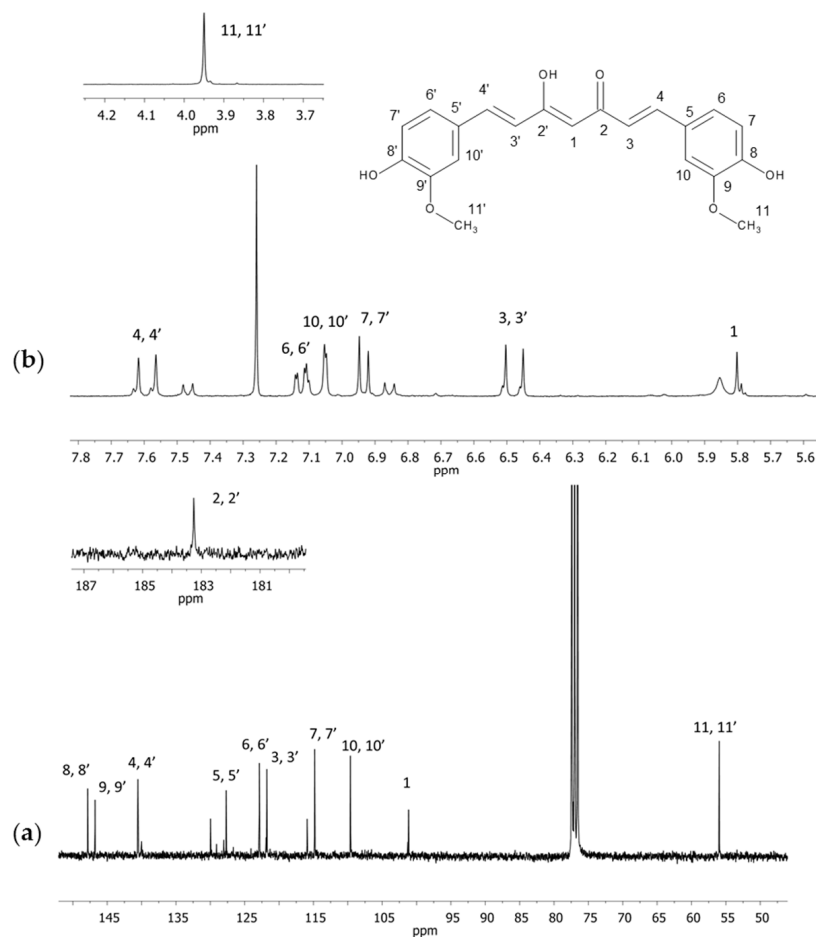 11, 11’
4.2 4.1 4.0 3.9 3.8 3.7
ppm
OH O
4' 4
6' 5' 5 6
7' 3' 2' 1 2 3 7
8' 10' 10 8
HO 9' 9 OH
O 11' 11 O
CH3 CH3
(b)
4, 4’
6, 6’
10, 10’
7, 7’
3, 3’
1
7.8 7.7 7.6 7.5 7.4 7.3 7.2 7.1 7.0 6.9 6.8 6.7 6.6 6.5 6.4 6.3 6.2 6.1 6.0 5.9 5.8 5.7 5.6
ppm
2, 2’
187 185 183 181
ppm
(a)
8, 8’
9, 9’
4, 4’
5, 5’
6, 6’
3, 3’
7, 7’
10, 10’
1
11, 11’
145 135 125 115 105 95 90 85 80 75 70 65 60 55 50
ppm